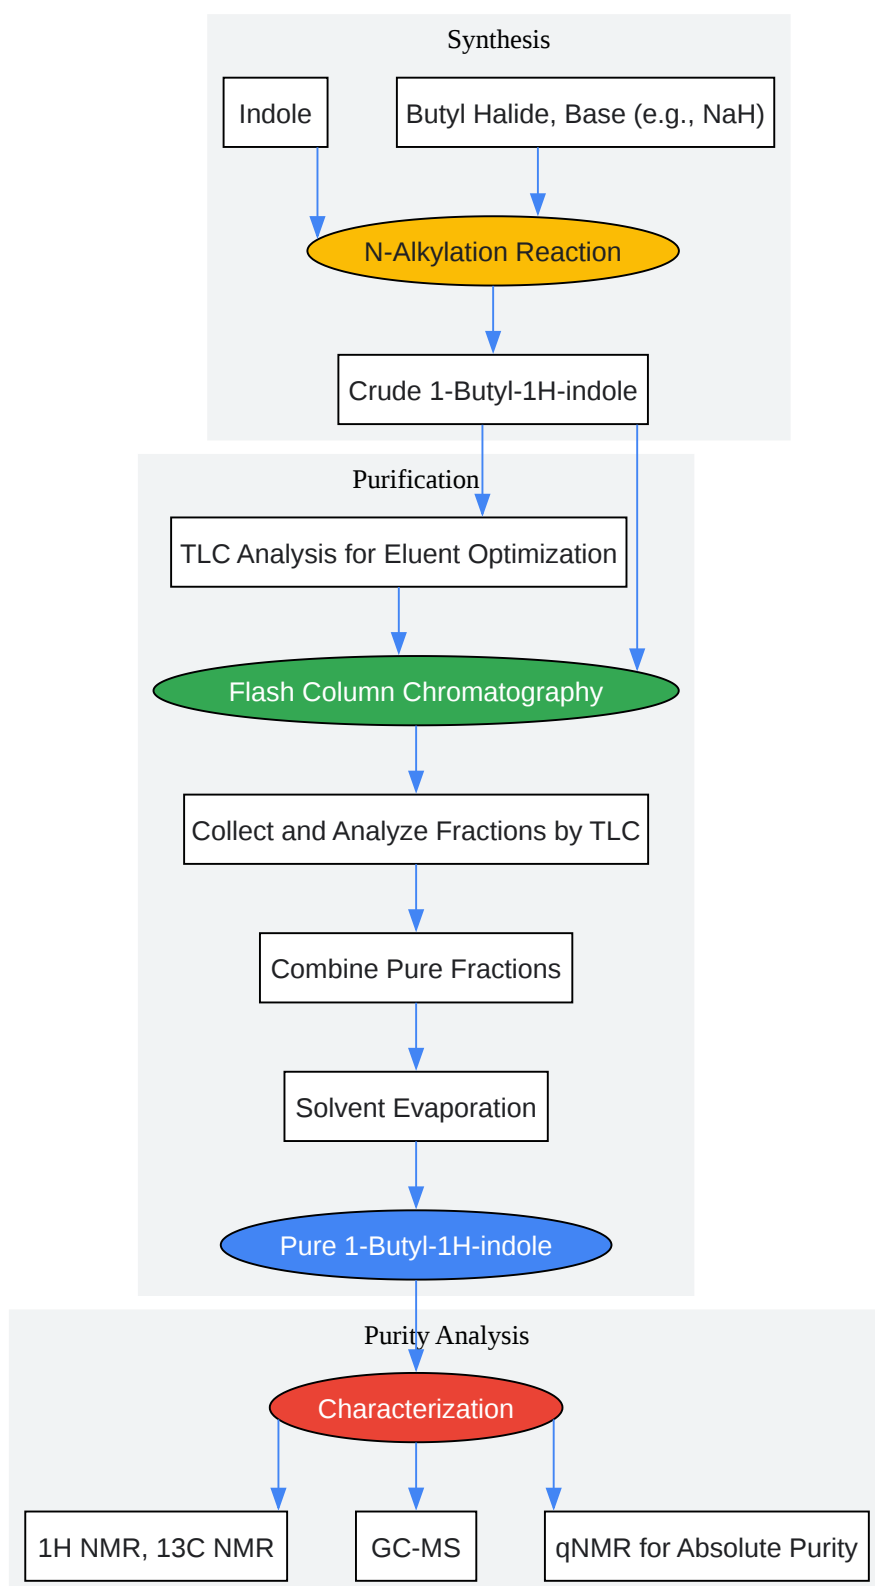 Synthesis
Indole
Butyl Halide, Base (e.g., NaH)
N-Alkylation Reaction
Crude 1-Butyl-1H-indole
Purification
TLC Analysis for Eluent Optimization
Flash Column Chromatography
Collect and Analyze Fractions by TLC
Combine Pure Fractions
Solvent Evaporation
Pure 1-Butyl-1H-indole
Purity Analysis
Characterization
1H NMR, 13C NMR
GC-MS
qNMR for Absolute Purity